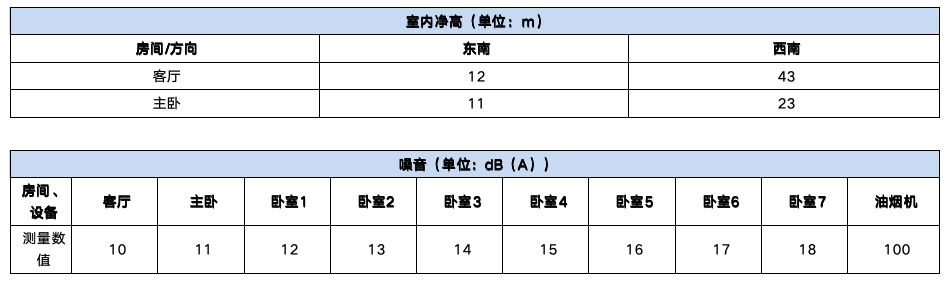 室内净高（单位：m）
房间/方向 东南 西南
客厅 12 43
主卧 11 23
噪音（单位：dB（A））
房间、设备 客厅 主卧 卧室1 卧室2 卧室3 卧室4 卧室5 卧室6 卧室7 油烟机
测量数值 10 11 12 13 14 15 16 17 18 100